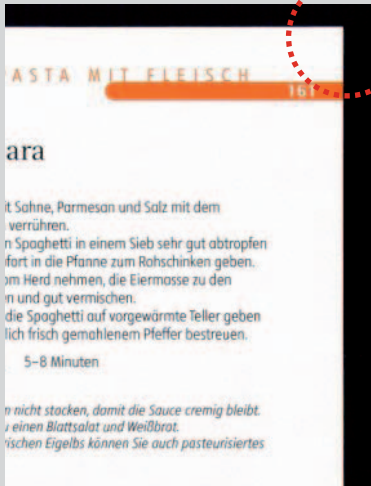 ASTA MIT FLEISCH
161
ara
it Sahne, Parmesan und Salz mit dem
verrühren.
n Spaghetti in einem Sieb sehr gut abtropfen
ofort in die Pfanne zum Rohschinken geben.
om Herd nehmen, die Eiermasse zu den
n und gut vermischen.
die Spaghetti auf vorgewärmte Teller geben
lich frisch gemahlenem Pfeffer bestreuen.
5–8 Minuten
n nicht stocken, damit die Sauce cremig bleibt.
u einen Blattsalat und Weißbrot.
rischen Eigelbs können Sie auch pasteurisiertes